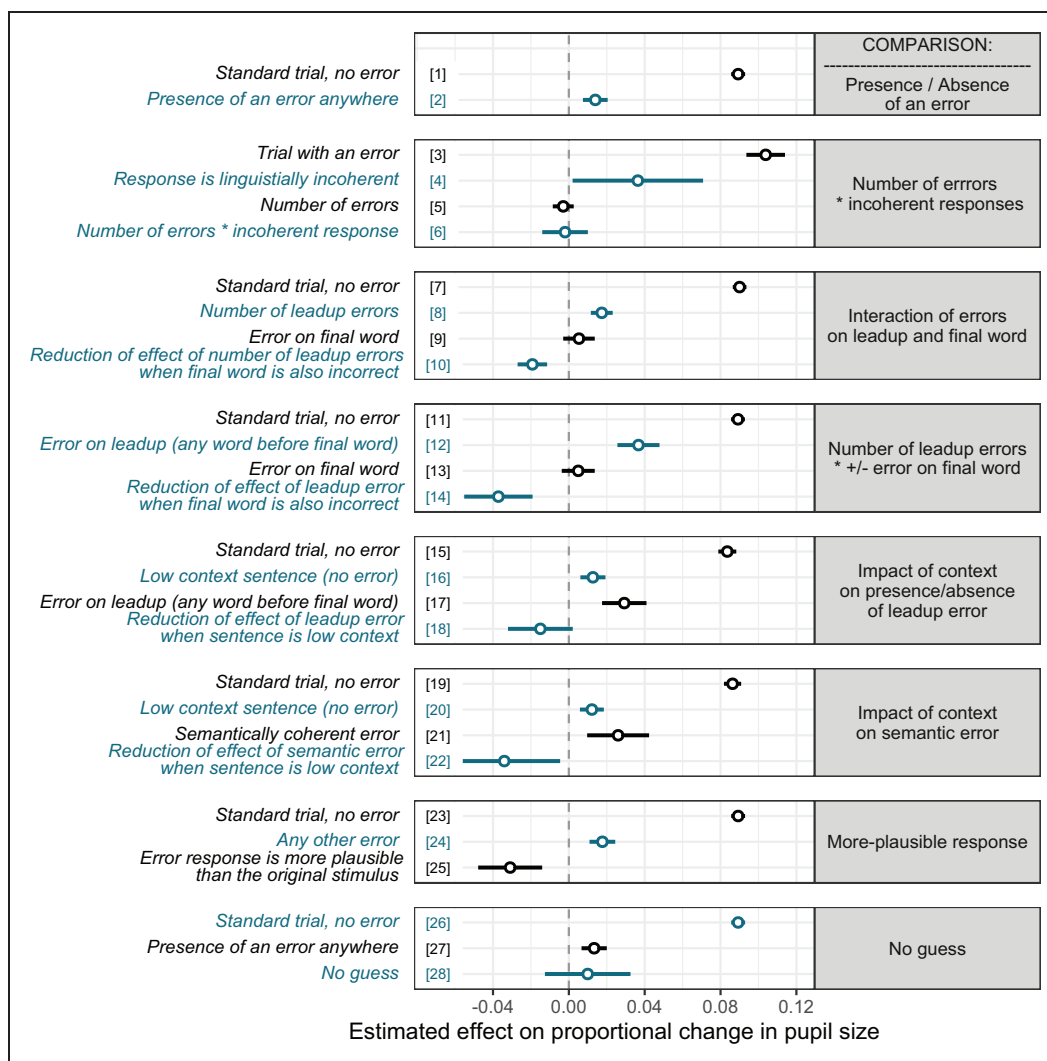 COMPARISON:
-----------------------------------
Standard trial, no error [1] Presence / Absence
Presence of an error anywhere [2] of an error
Trial with an error [3]
Response is linguistially incoherent [4] Number of errrors
Number of errors [5] * incoherent responses
Number of errors * incoherent response [6]
Standard trial, no error [7]
Number of leadup errors [8] Interaction of errors
Error on final word [9] on leadup and final word
Reduction of effect of number of leadup errors
when final word is also incorrect [10]
Standard trial, no error [11]
Error on leadup (any word before final word) [12] Number of leadup errors
Error on final word [13] * +/- error on final word
Reduction of effect of leadup error
when final word is also incorrect [14]
Standard trial, no error [15]
Low context sentence (no error) [16] Impact of context
on presence/absence
Error on leadup (any word before final word) [17] of leadup error
Reduction of effect of leadup error
when sentence is low context [18]
Standard trial, no error [19]
Low context sentence (no error) [20] Impact of context
Semantically coherent error [21] on semantic error
Reduction of effect of semantic error
when sentence is low context [22]
Standard trial, no error [23]
Any other error [24] More-plausible response
Error response is more plausible
than the original stimulus [25]
Standard trial, no error [26]
Presence of an error anywhere [27] No guess
No guess [28]
-0.04 0.00 0.04 0.08 0.12
Estimated effect on proportional change in pupil size